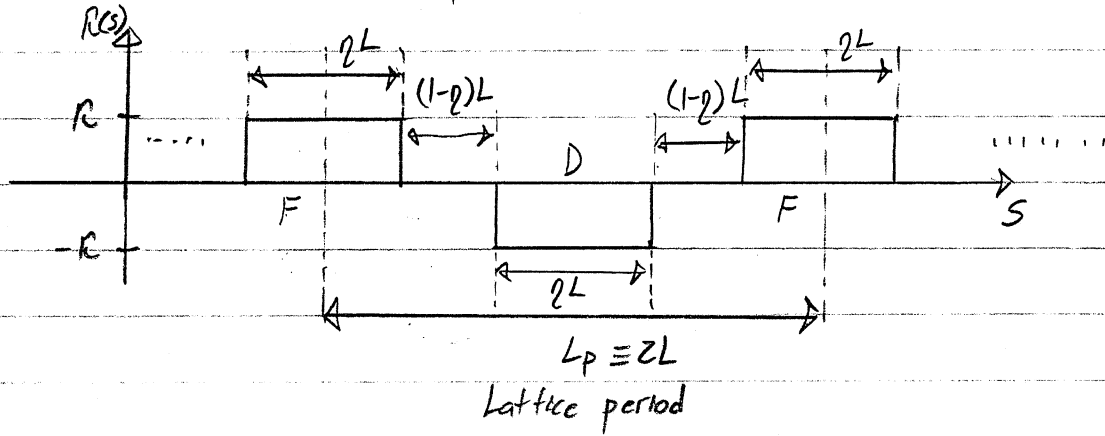 κ(s)
ηL
ηL
(1-η)L
(1-η)L
κ
.....
D
.......
F
F
S
-κ
ηL
Lp ≡ 2L
Lattice period